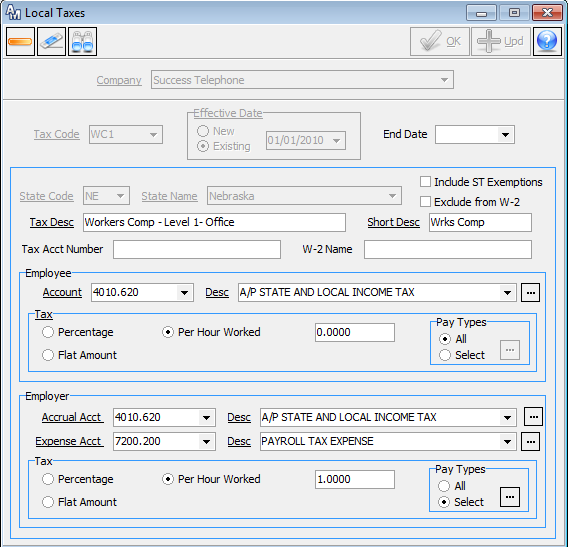 AM Local Taxes
OK Upd ?
Company Success Telephone
Effective Date
Tax Code WC1 New Existing 01/01/2010 End Date
State Code NE State Name Nebraska Include ST Exemptions
Exclude from W-2
Tax Desc Workers Comp - Level 1- Office Short Desc Wrks Comp
Tax Acct Number W-2 Name
Employee
Account 4010.620 Desc A/P STATE AND LOCAL INCOME TAX ...
Tax
Percentage Per Hour Worked 0.0000 Pay Types
All
Flat Amount Select ...
Employer
Accrual Acct 4010.620 Desc A/P STATE AND LOCAL INCOME TAX ...
Expense Acct 7200.200 Desc PAYROLL TAX EXPENSE ...
Tax
Percentage Per Hour Worked 1.0000 Pay Types
All
Flat Amount Select ...